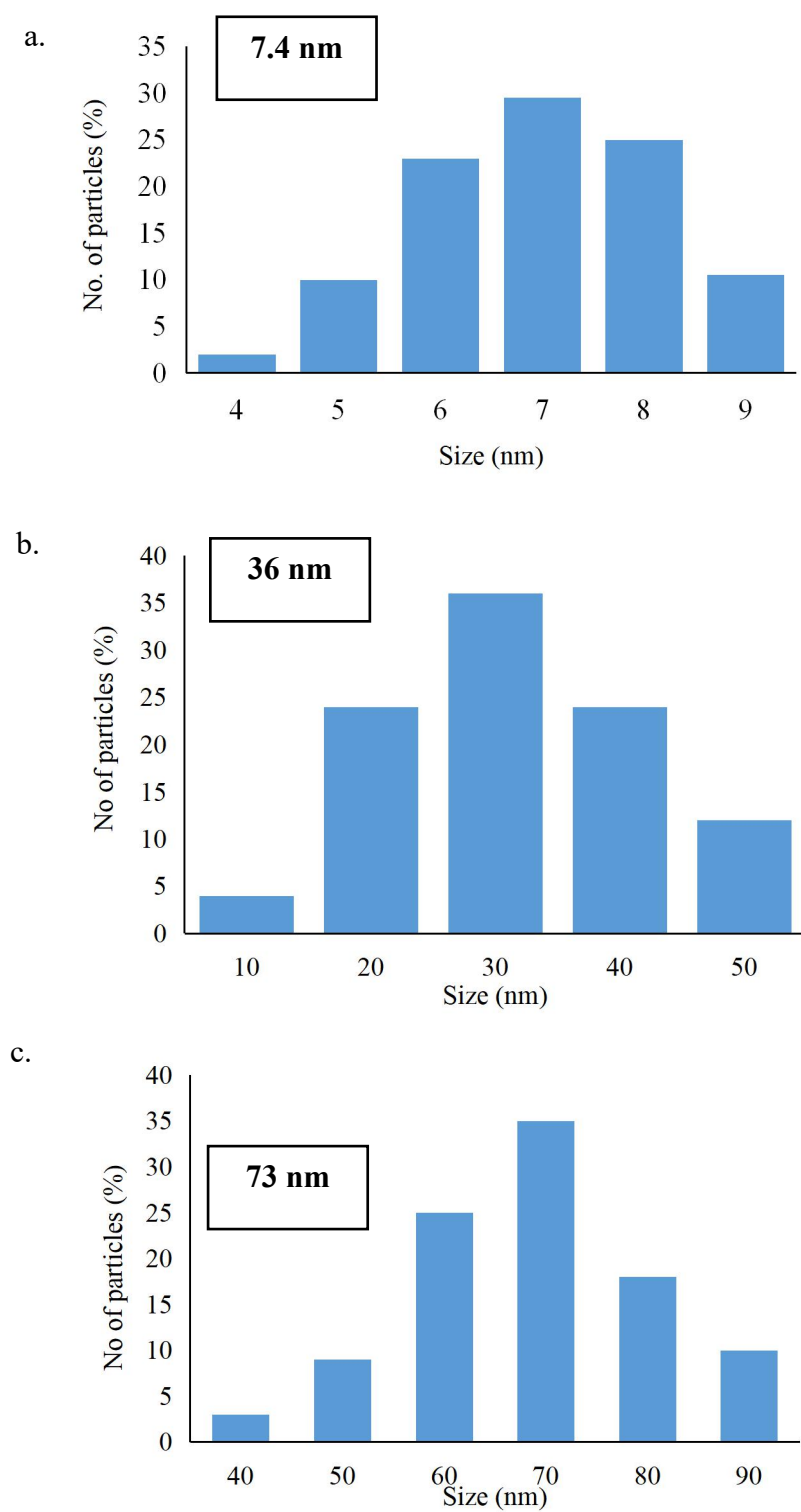 a.
7.4 nm
No. of particles (%)
35
30
25
20
15
10
5
0
4 5 6 7 8 9
Size (nm)
b.
36 nm
No of particles (%)
40
35
30
25
20
15
10
5
0
10 20 30 40 50
Size (nm)
c.
73 nm
No of particles (%)
40
35
30
25
20
15
10
5
0
40 50 60 70 80 90
Size (nm)